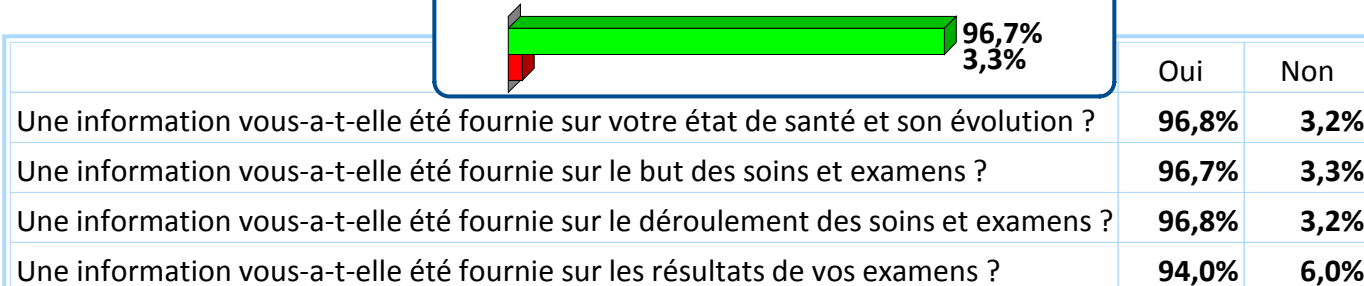 96,7%
3,3%
Oui Non
Une information vous-a-t-elle été fournie sur votre état de santé et son évolution ? 96,8% 3,2%
Une information vous-a-t-elle été fournie sur le but des soins et examens ? 96,7% 3,3%
Une information vous-a-t-elle été fournie sur le déroulement des soins et examens ? 96,8% 3,2%
Une information vous-a-t-elle été fournie sur les résultats de vos examens ? 94,0% 6,0%